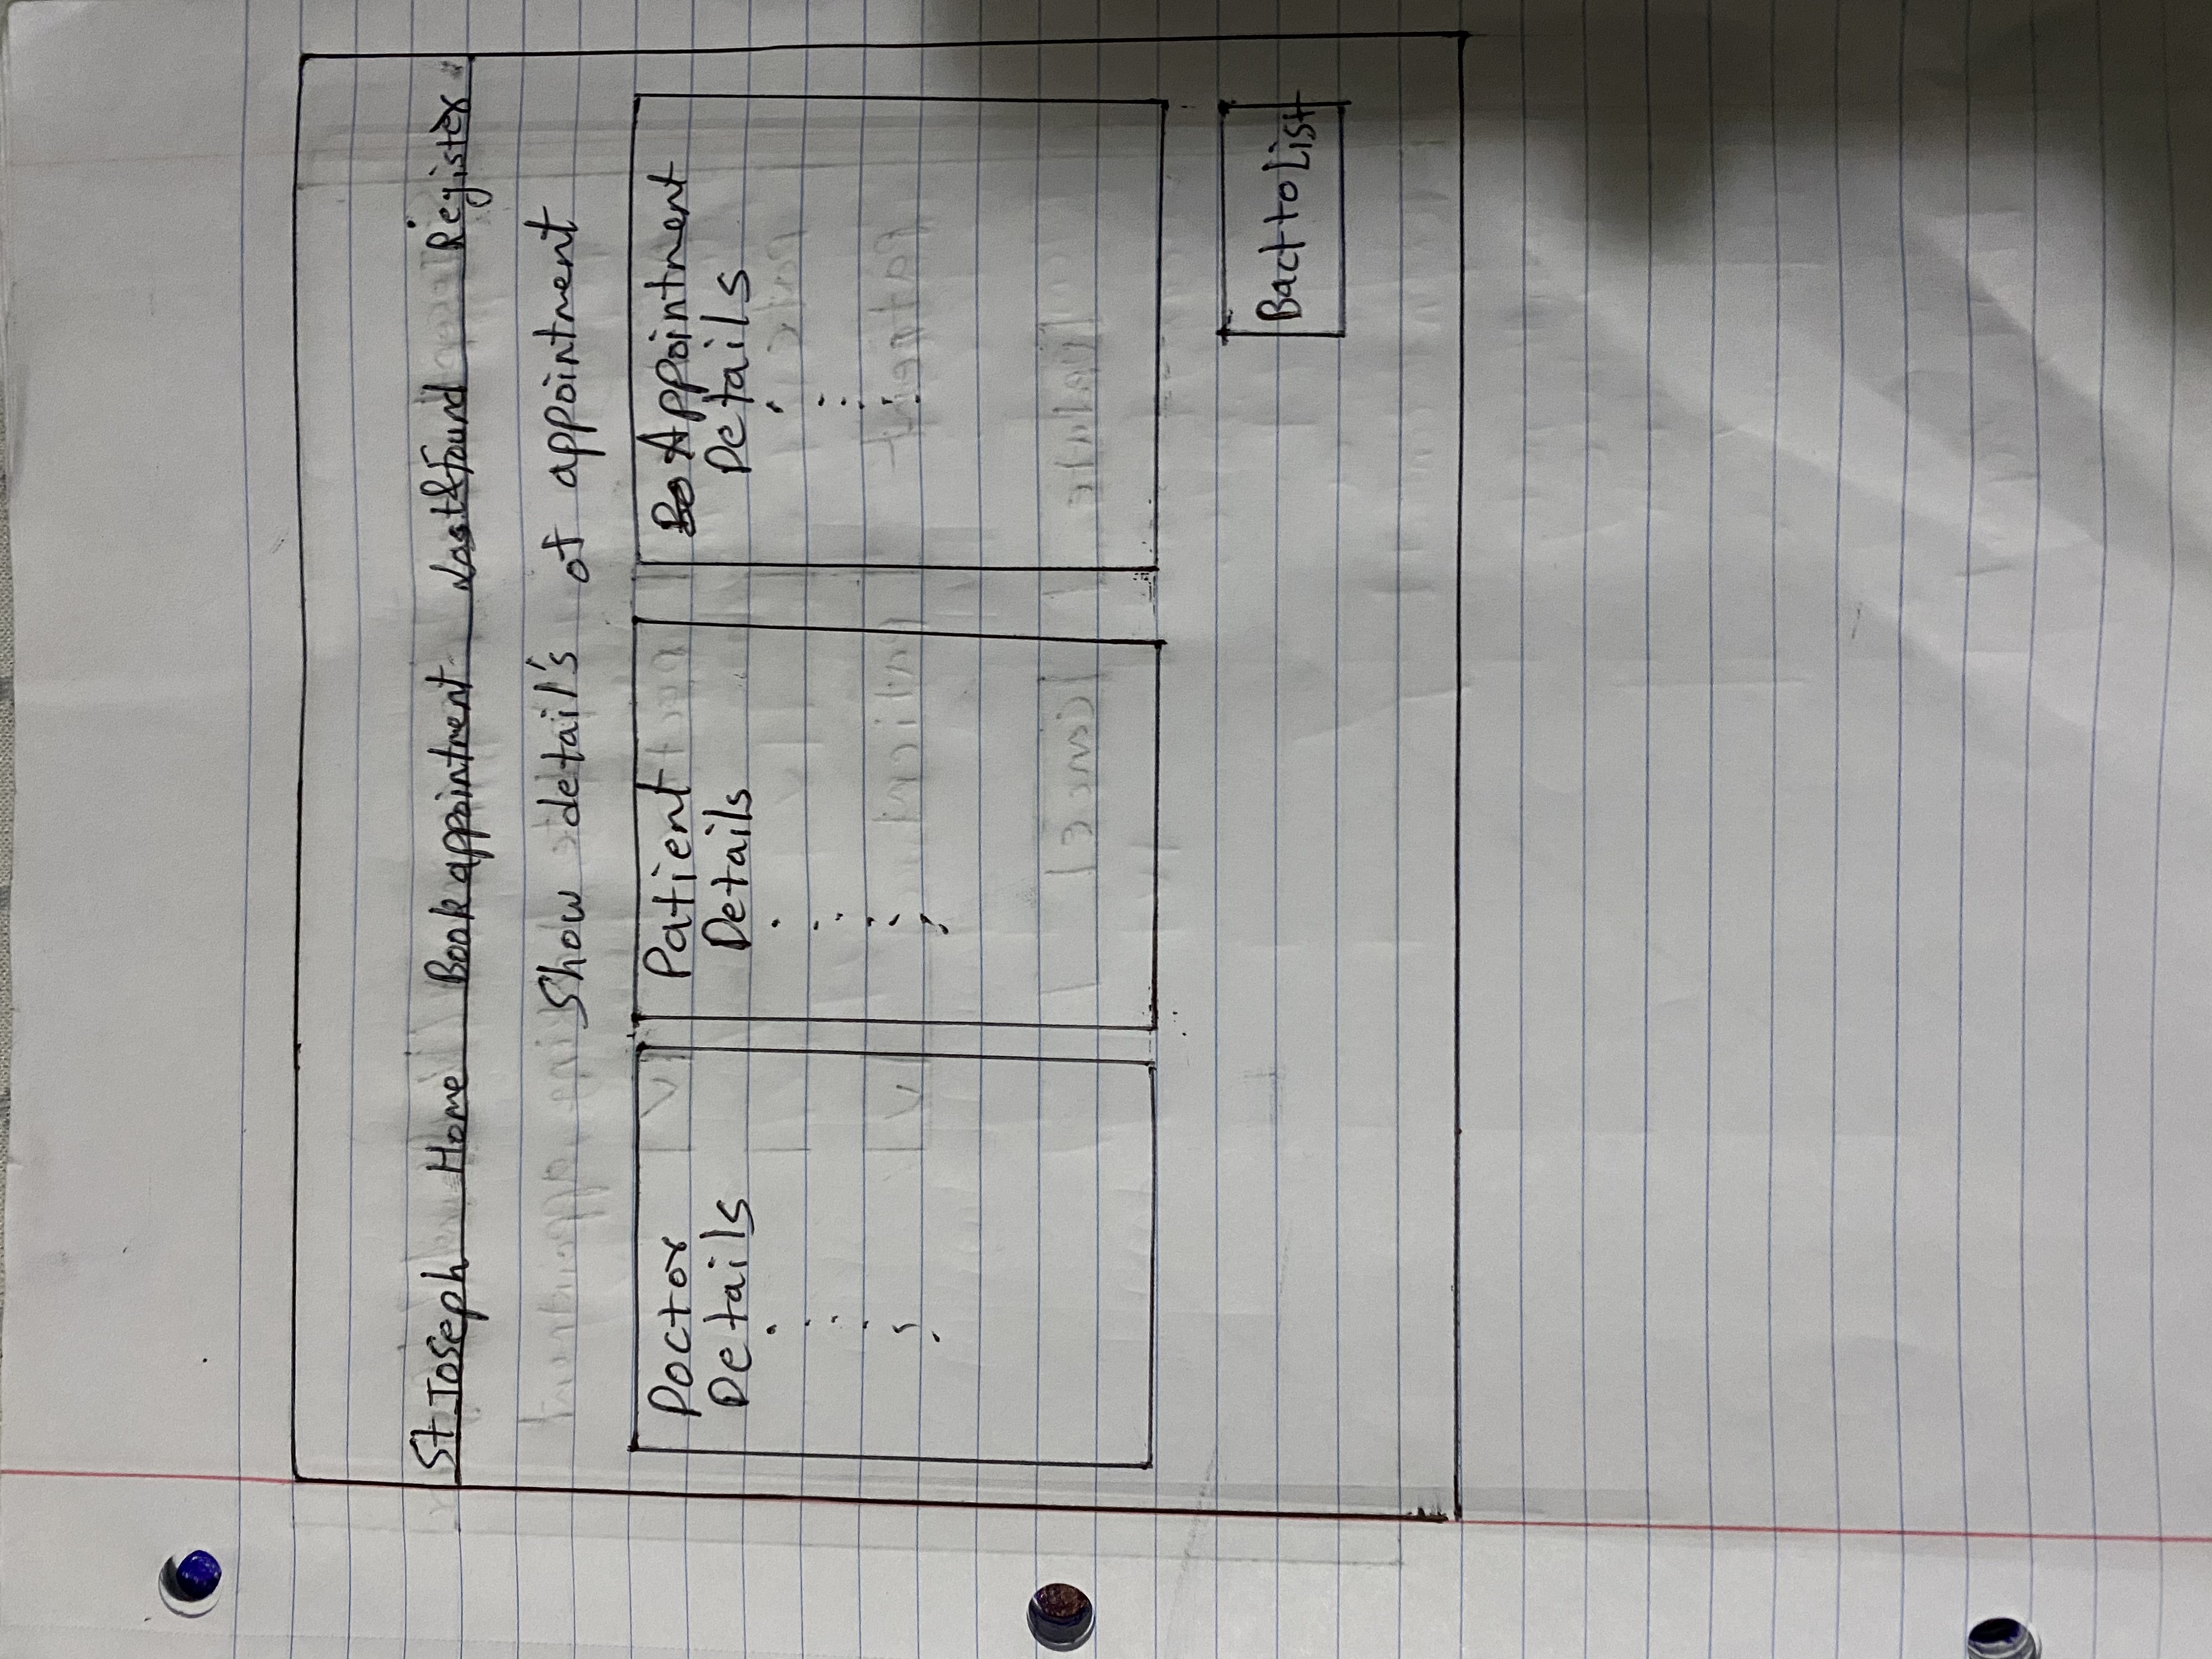 St Joseph Home Book appointment Lost&Found Register
Show detail's of appointment
Doctor Details
Patient Details
Appointment Details
Bact to List